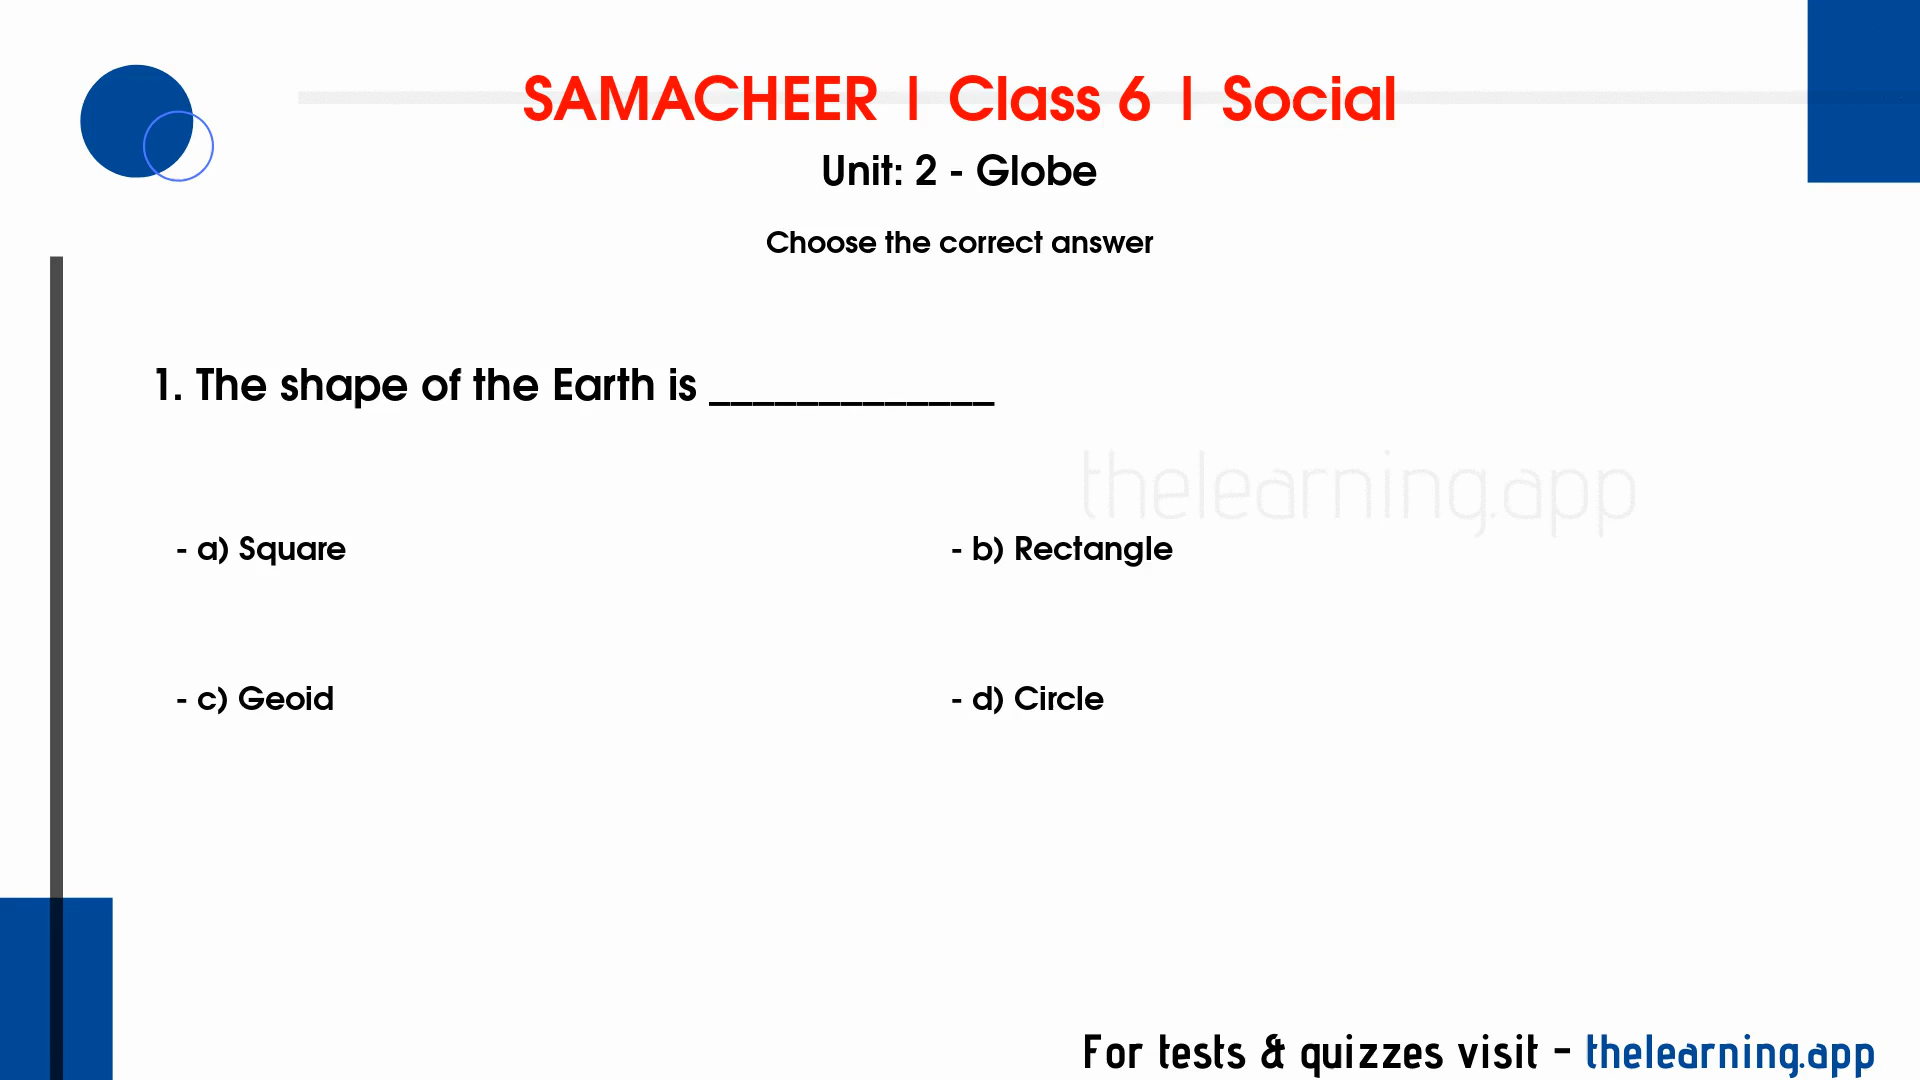 SAMACHEER | Class 6 | Social
Unit: 2 - Globe
Choose the correct answer
1. The shape of the Earth is _____________
thelearning.app
- a) Square
- b) Rectangle
- c) Geoid
- d) Circle
For tests & quizzes visit - thelearning.app